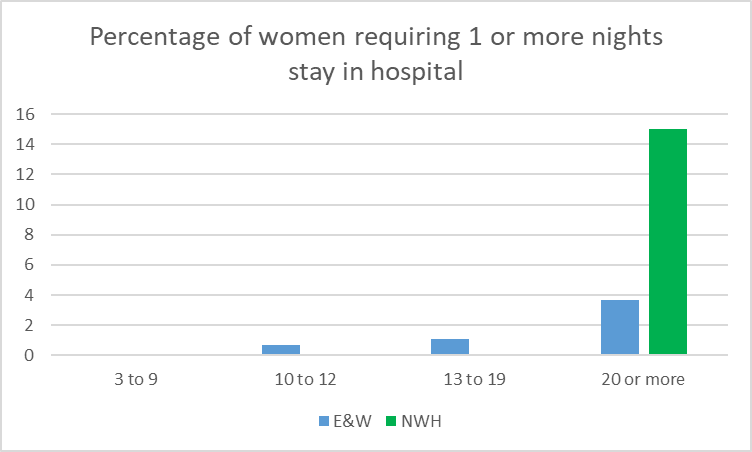 Percentage of women requiring 1 or more nights
stay in hospital
16
14
12
10
8
6
4
2
0
3 to 9 10 to 12 13 to 19 20 or more
E&W NWH